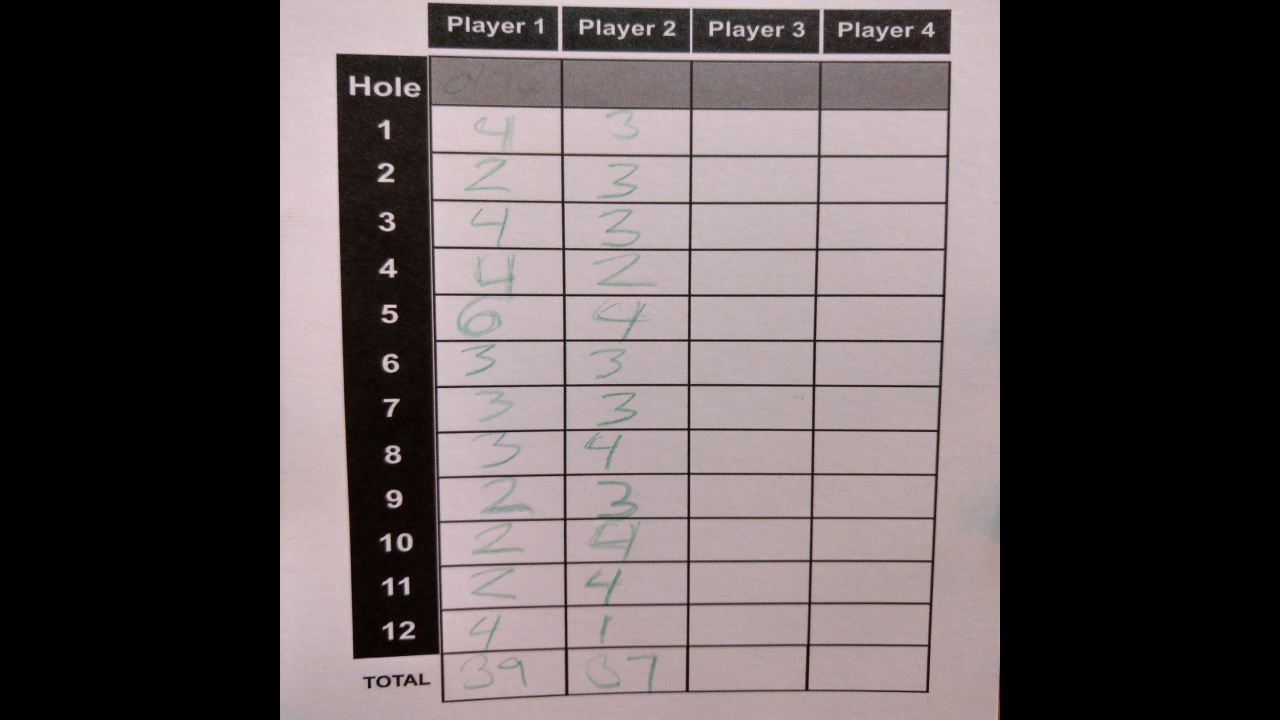 Player 1 Player 2 Player 3 Player 4
Hole
1 4 3
2 2 3
3 4 3
4 4 2
5 6 4
6 3 3
7 3 3
8 3 4
9 2 3
10 2 4
11 2 4
12 4 1
TOTAL 39 37